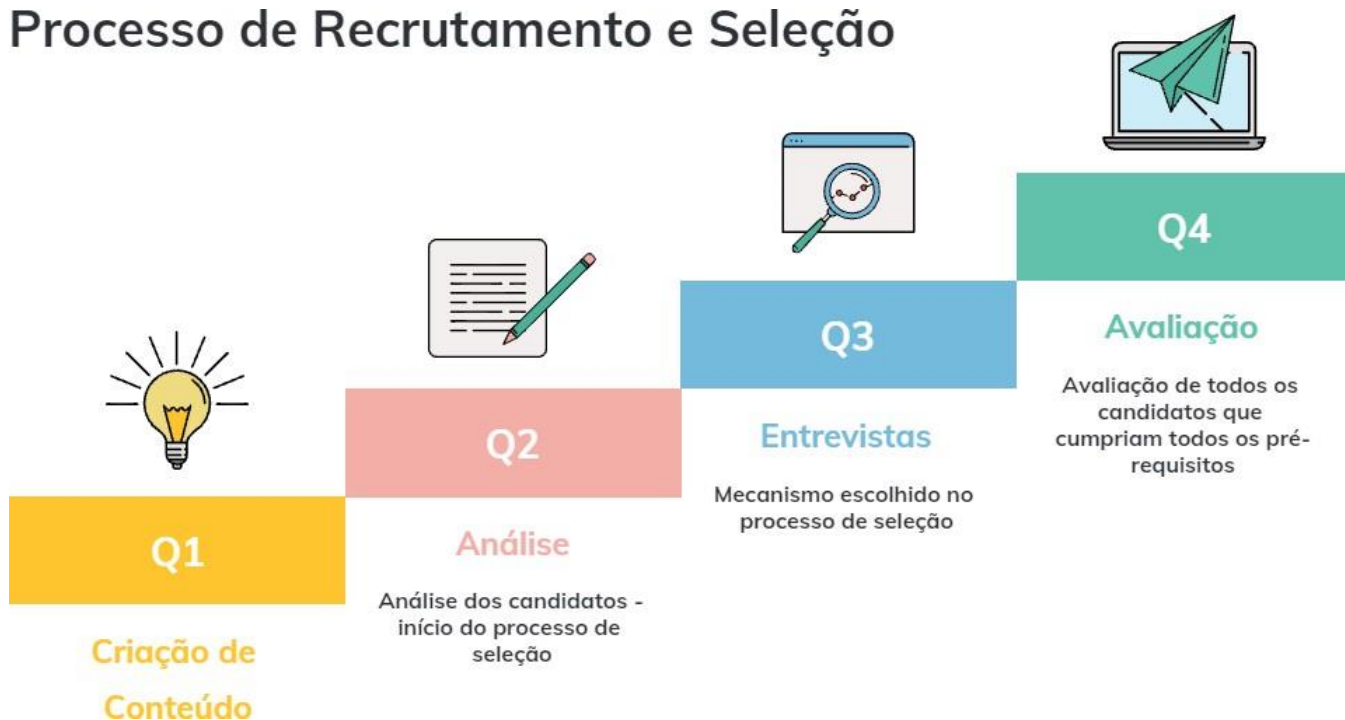 Processo de Recrutamento e Seleção
Q1
Criação de
Conteúdo
Q2
Análise
Análise dos candidatos -
início do processo de
seleção
Q3
Entrevistas
Mecanismo escolhido no
processo de seleção
Q4
Avaliação
Avaliação de todos os
candidatos que
cumpriam todos os pré-
requisitos